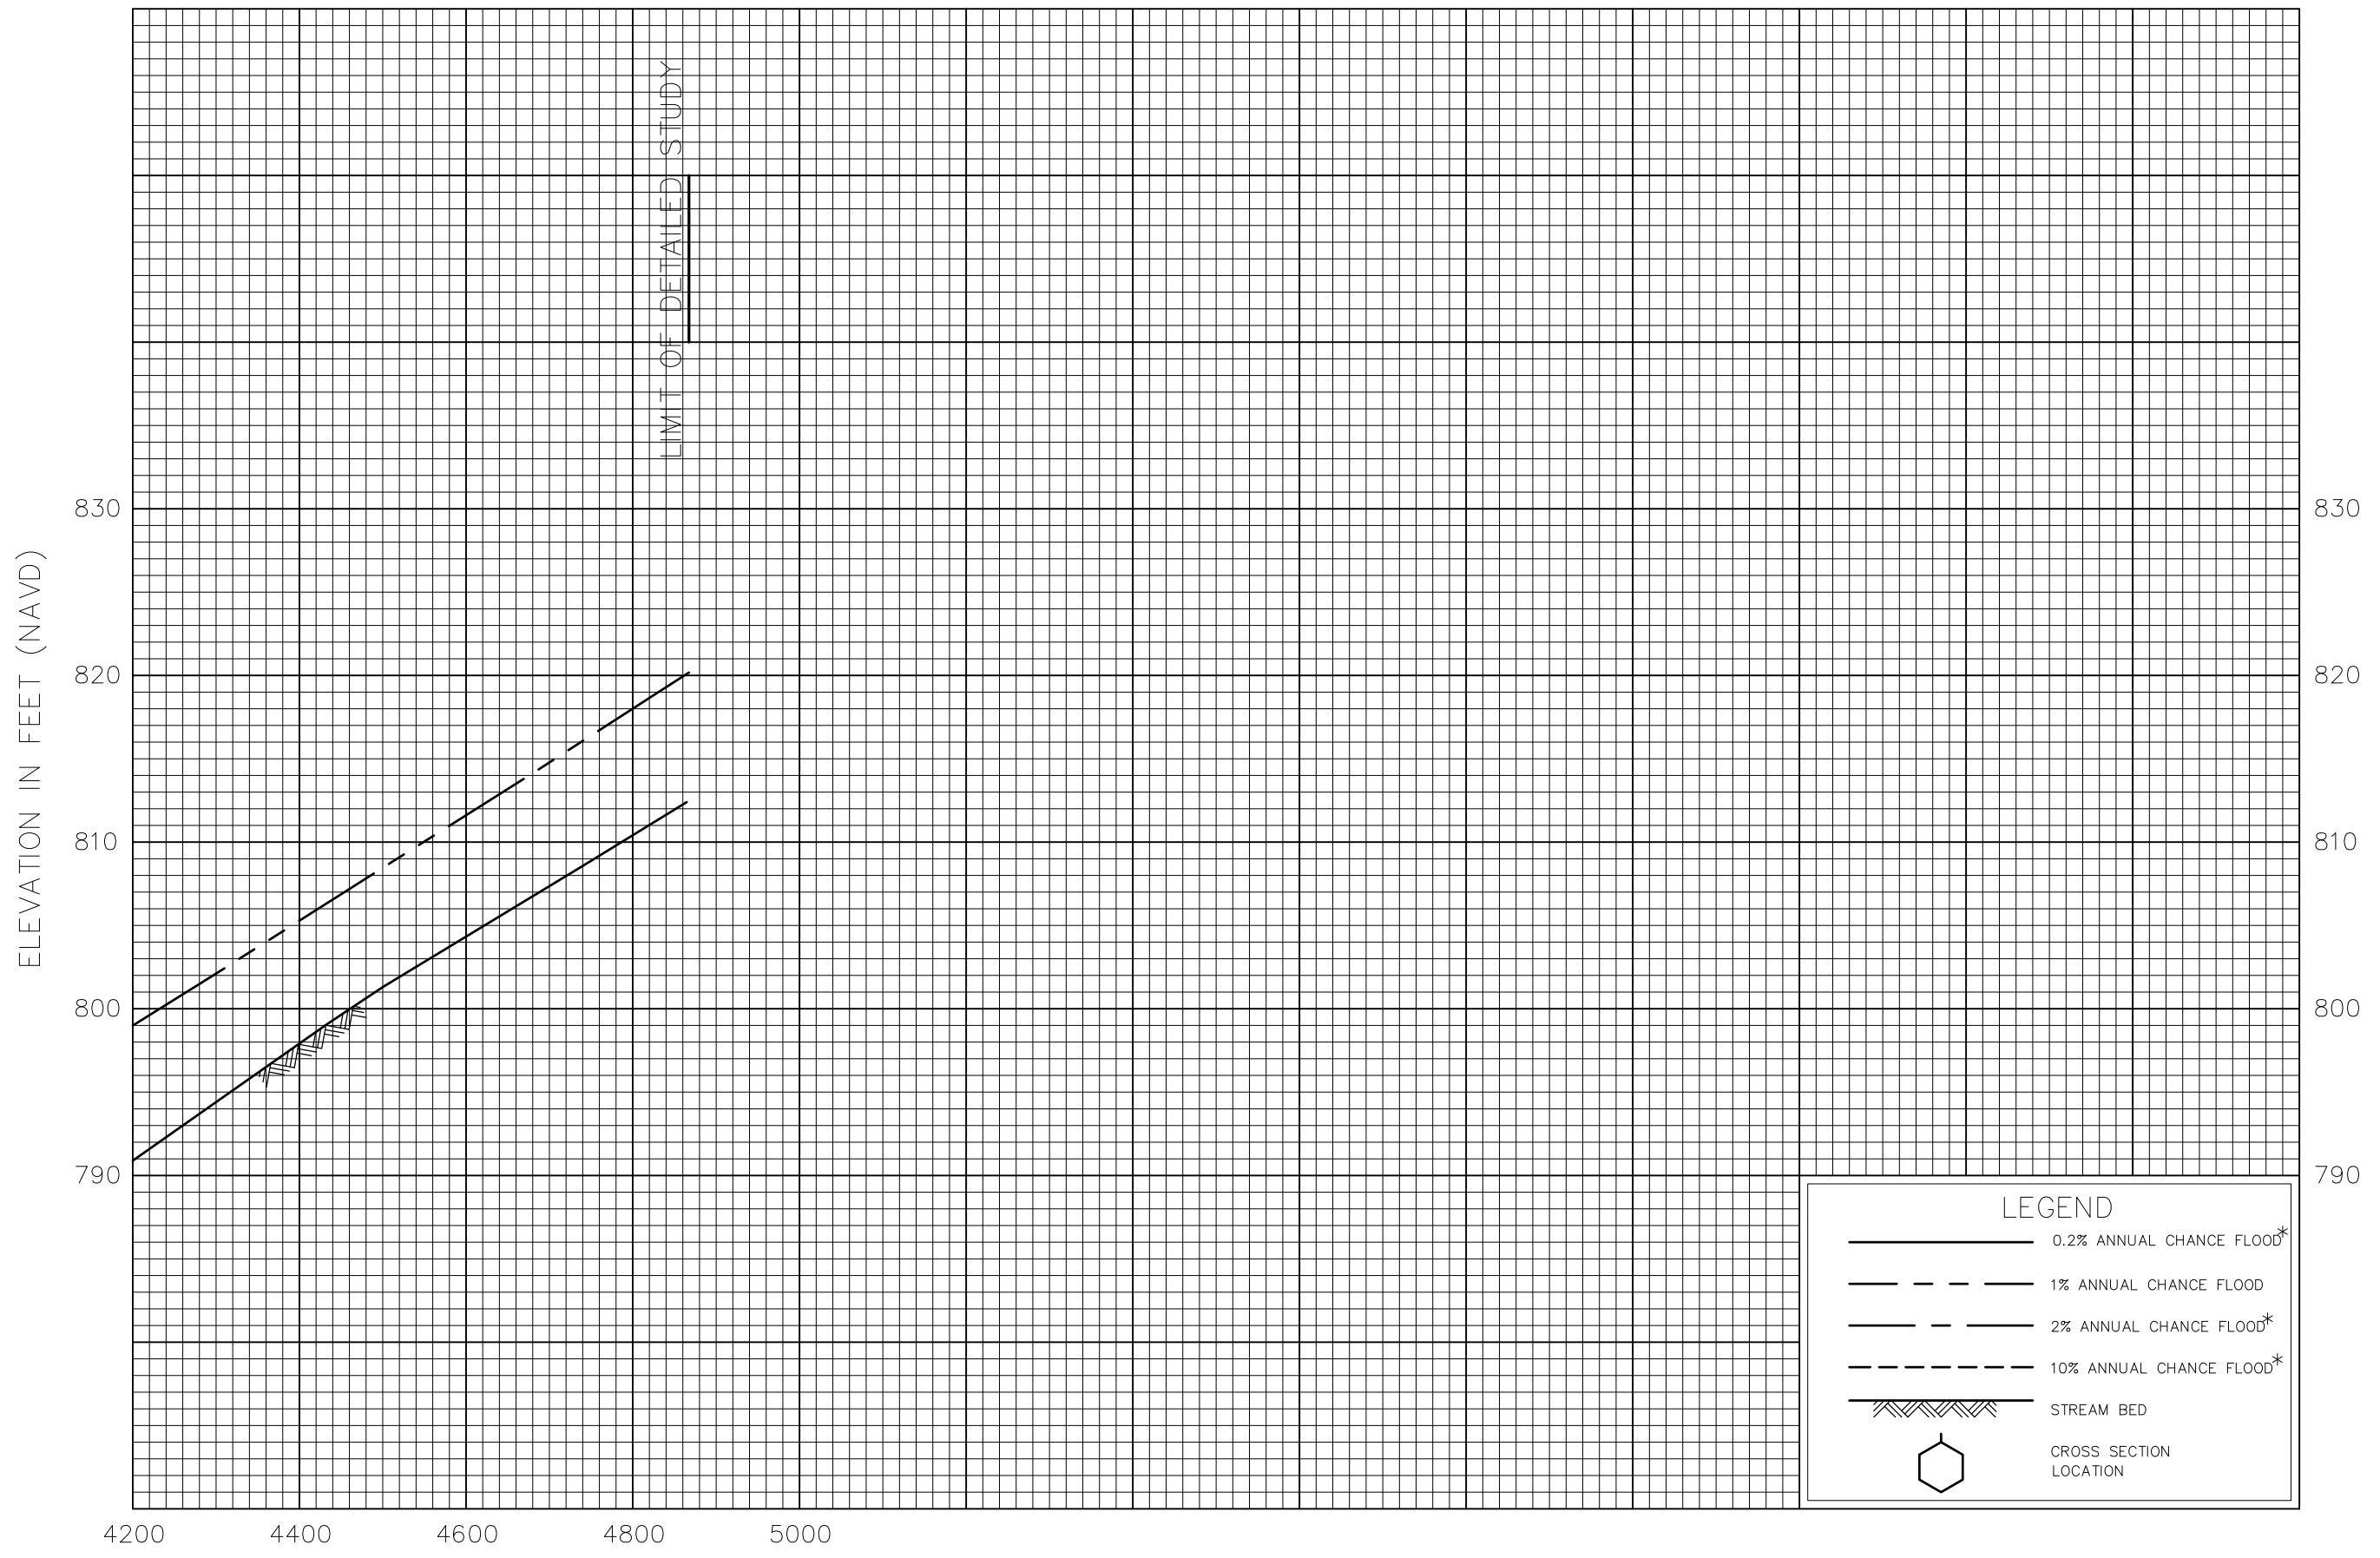 LIMIT OF DETAILED STUDY
ELEVATION IN FEET (NAVD)
830
820
810
800
790
830
820
810
800
790
4200 4400 4600 4800 5000
LEGEND
0.2% ANNUAL CHANCE FLOOD*
1% ANNUAL CHANCE FLOOD
2% ANNUAL CHANCE FLOOD*
10% ANNUAL CHANCE FLOOD*
STREAM BED
CROSS SECTION
LOCATION